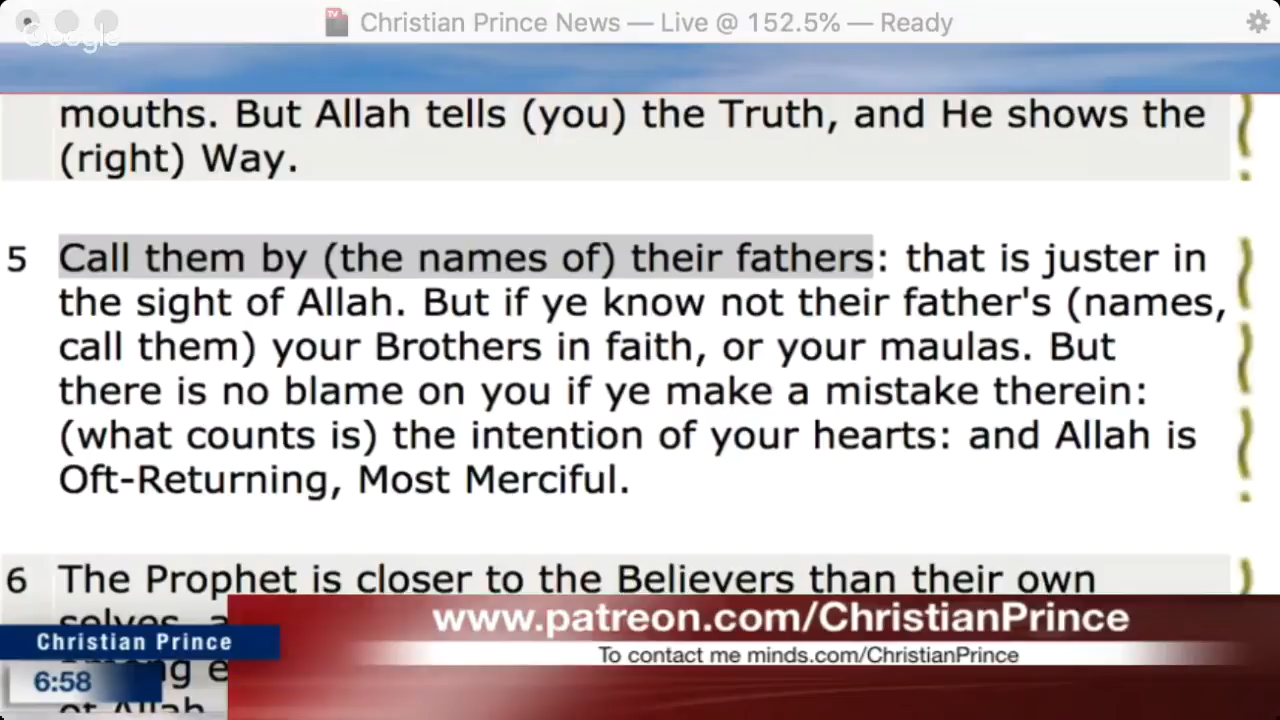 Christian Prince News — Live @ 152.5% — Ready
Google
mouths. But Allah tells (you) the Truth, and He shows the
(right) Way.
5 Call them by (the names of) their fathers: that is juster in
the sight of Allah. But if ye know not their father's (names,
call them) your Brothers in faith, or your maulas. But
there is no blame on you if ye make a mistake therein:
(what counts is) the intention of your hearts: and Allah is
Oft-Returning, Most Merciful.
6 The Prophet is closer to the Believers than their own
www.patreon.com/ChristianPrince
Christian Prince
To contact me minds.com/ChristianPrince
6:58
of Allah